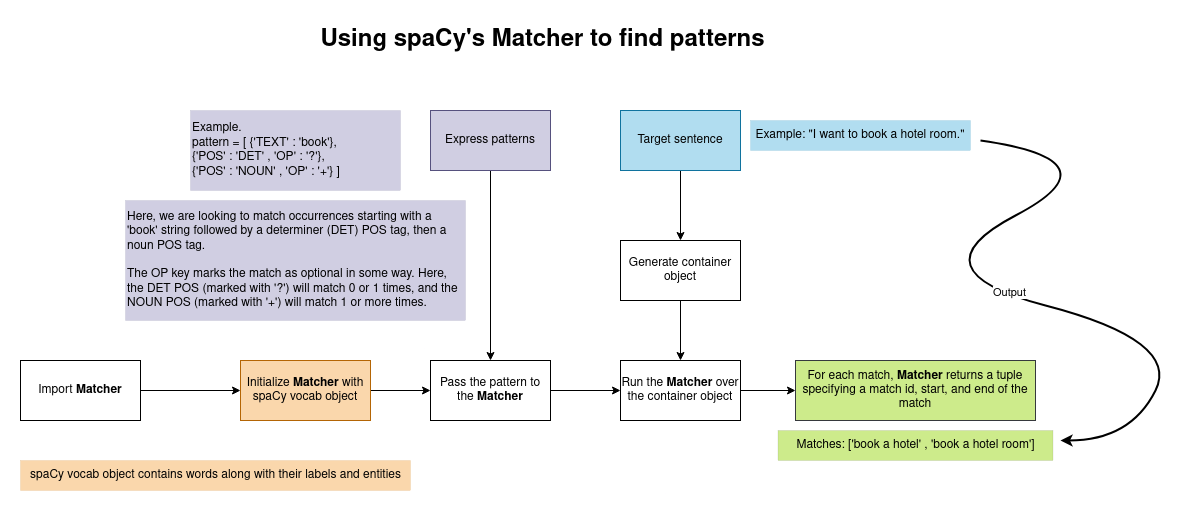 Using spaCy's Matcher to find patterns
Example.
pattern = [ {'TEXT' : 'book'},
{'POS' : 'DET' , 'OP' : '?'},
{'POS' : 'NOUN' , 'OP' : '+'} ]
Express patterns
Target sentence
Example: "I want to book a hotel room."
Here, we are looking to match occurrences starting with a
'book' string followed by a determiner (DET) POS tag, then a
noun POS tag.
The OP key marks the match as optional in some way. Here,
the DET POS (marked with '?') will match 0 or 1 times, and the
NOUN POS (marked with '+') will match 1 or more times.
Generate container
object
Output
Import Matcher
Initialize Matcher with
spaCy vocab object
Pass the pattern to
the Matcher
Run the Matcher over
the container object
For each match, Matcher returns a tuple
specifying a match id, start, and end of the
match
Matches: ['book a hotel' , 'book a hotel room']
spaCy vocab object contains words along with their labels and entities